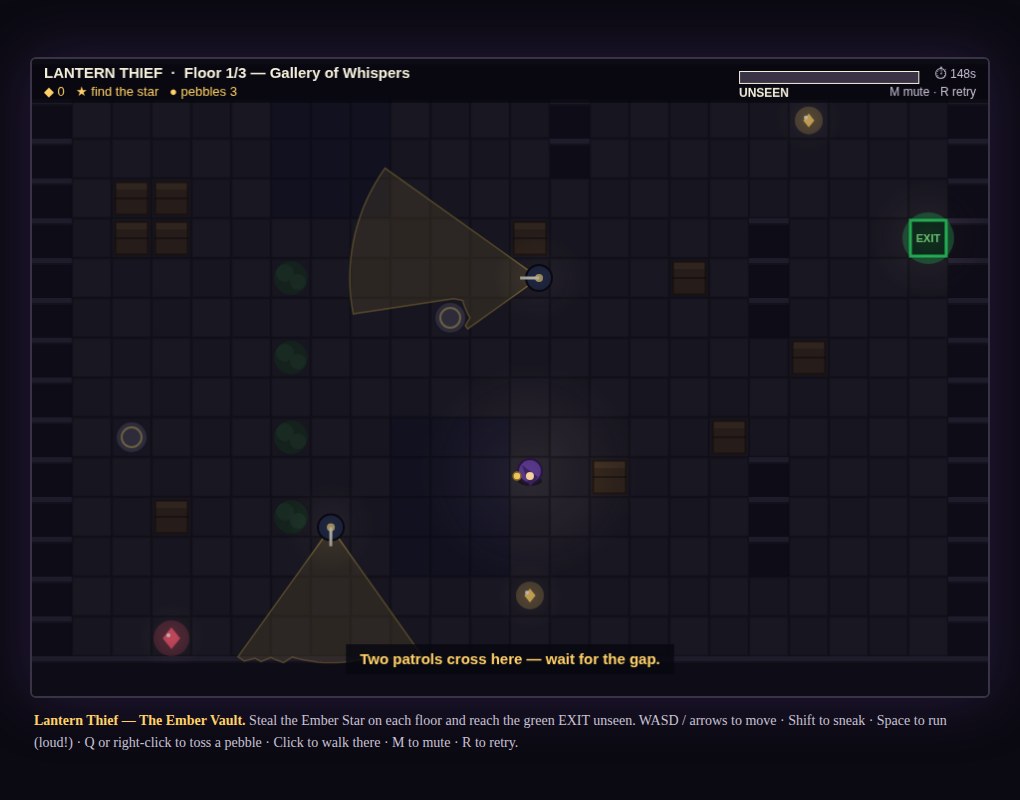 LANTERN THIEF · Floor 1/3 — Gallery of Whispers
⏱ 148s
◆ 0 ★ find the star ● pebbles 3
UNSEEN
M mute · R retry
EXIT
Two patrols cross here — wait for the gap.
Lantern Thief — The Ember Vault. Steal the Ember Star on each floor and reach the green EXIT unseen. WASD / arrows to move · Shift to sneak · Space to run
(loud!) · Q or right-click to toss a pebble · Click to walk there · M to mute · R to retry.